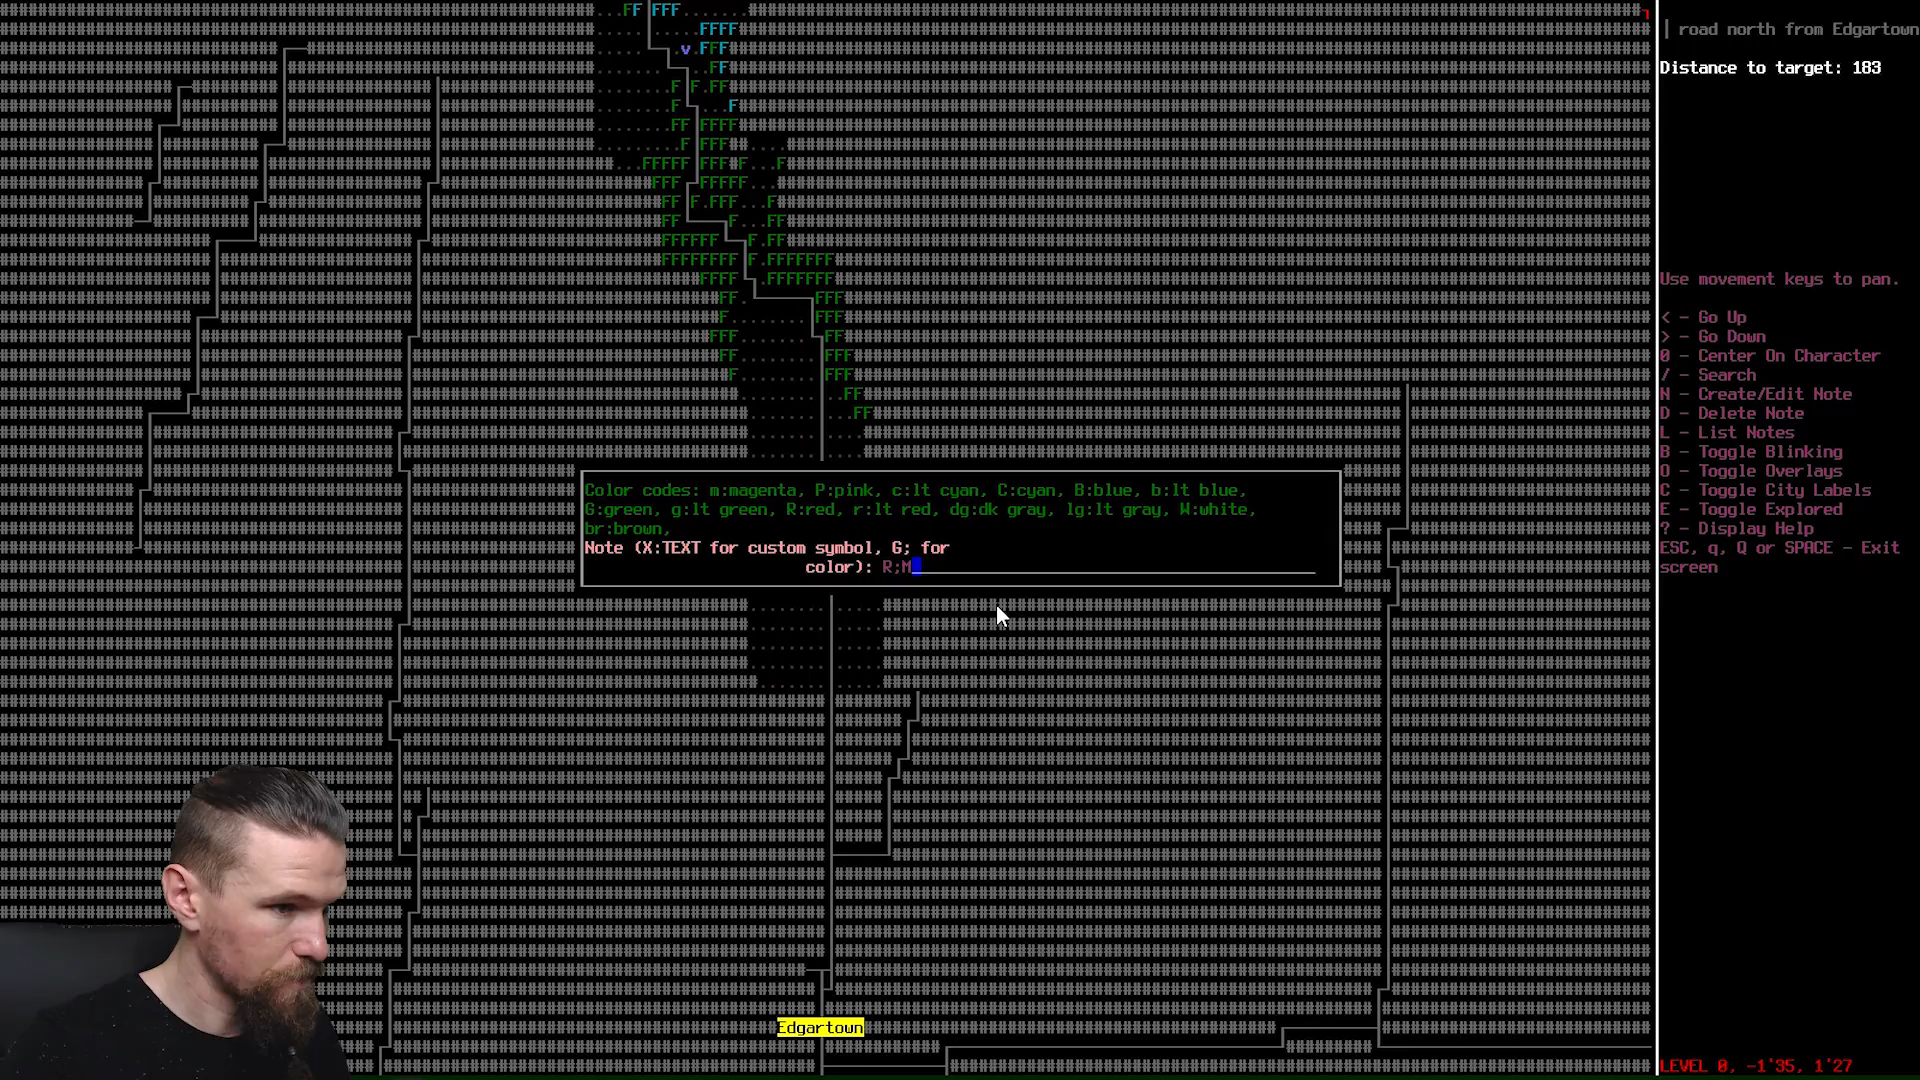 road north from Edgartown
Distance to target: 183
Use movement keys to pan.
< - Go Up
> - Go Down
0 - Center On Character
/ - Search
N - Create/Edit Note
D - Delete Note
L - List Notes
B - Toggle Blinking
O - Toggle Overlays
C - Toggle City Labels
E - Toggle Explored
? - Display Help
ESC, q, Q or SPACE - Exit
screen
Color codes: m:magenta, P:pink, c:lt cyan, C:cyan, B:blue, b:lt blue,
G:green, g:lt green, R:red, r:lt red, dg:dk gray, lg:lt gray, W:white,
br:brown,
Note (X:TEXT for custom symbol, G; for
color): R;M
Edgartown
LEVEL 0, -1'35, 1'27